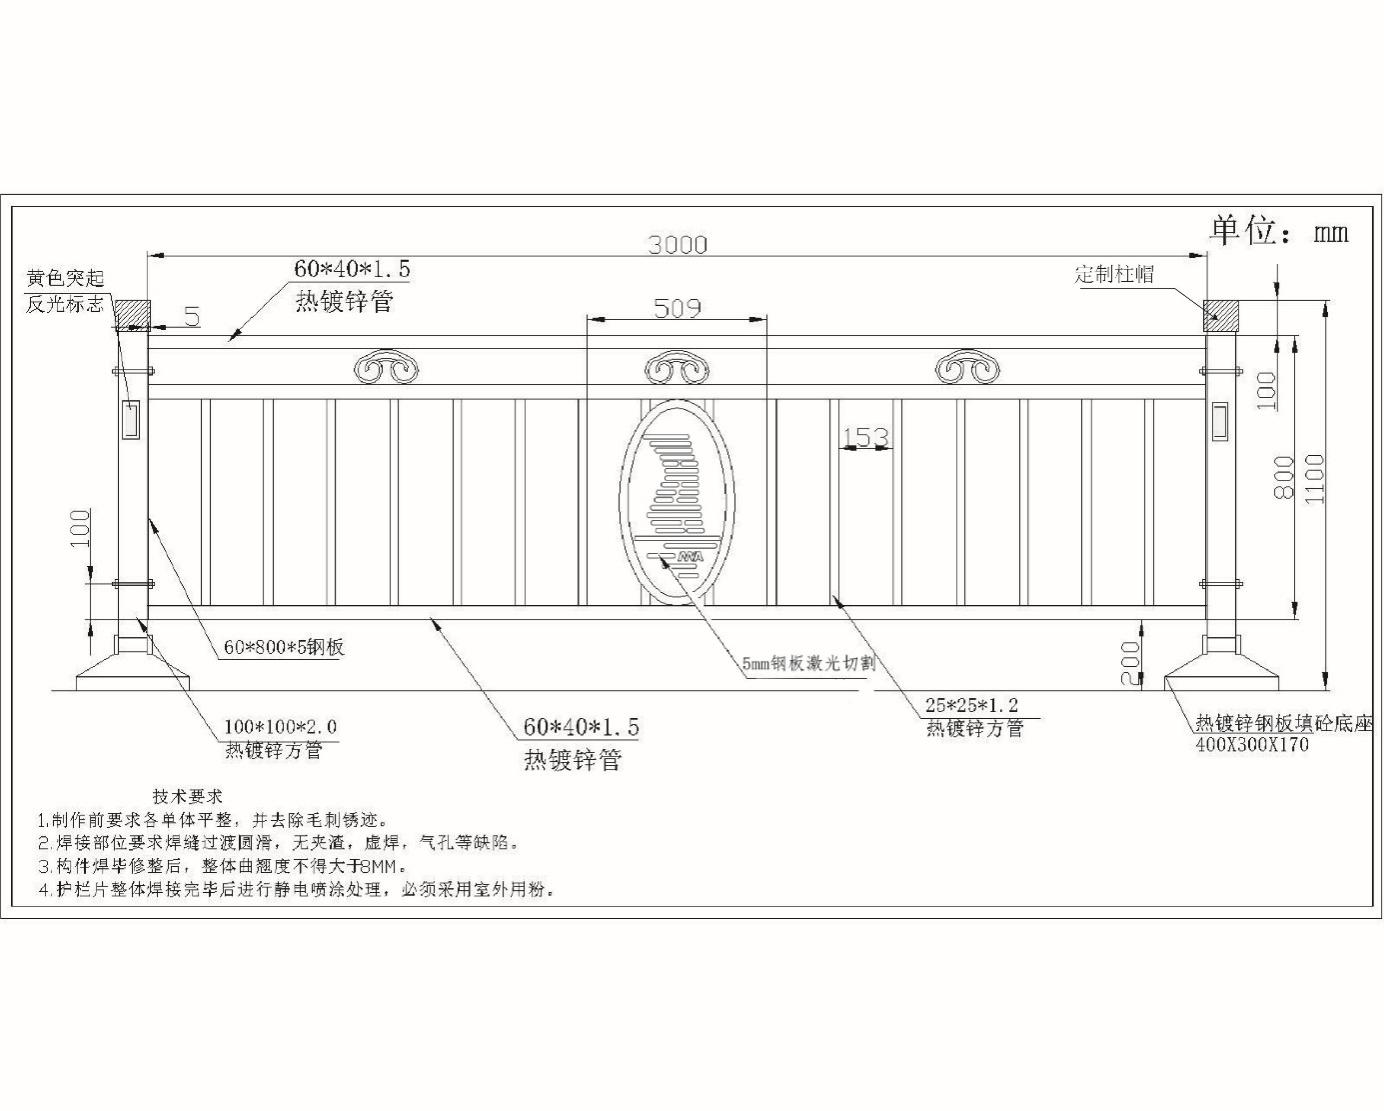 单位：mm
3000
黄色突起
反光标志
60*40*1.5
热镀锌管
定制柱帽
5
509
100
153
800
1100
100
60*800*5钢板
5mm钢板激光切割
200
100*100*2.0
热镀锌方管
60*40*1.5
热镀锌管
25*25*1.2
热镀锌方管
热镀锌钢板填砼底座
400X300X170
技术要求
1.制作前要求各单体平整，并去除毛刺锈迹。
2.焊接部位要求焊缝过渡圆滑，无夹渣，虚焊，气孔等缺陷。
3.构件焊毕修整后，整体曲翘度不得大于8MM。
4.护栏片整体焊接完毕后进行静电喷涂处理，必须采用室外用粉。